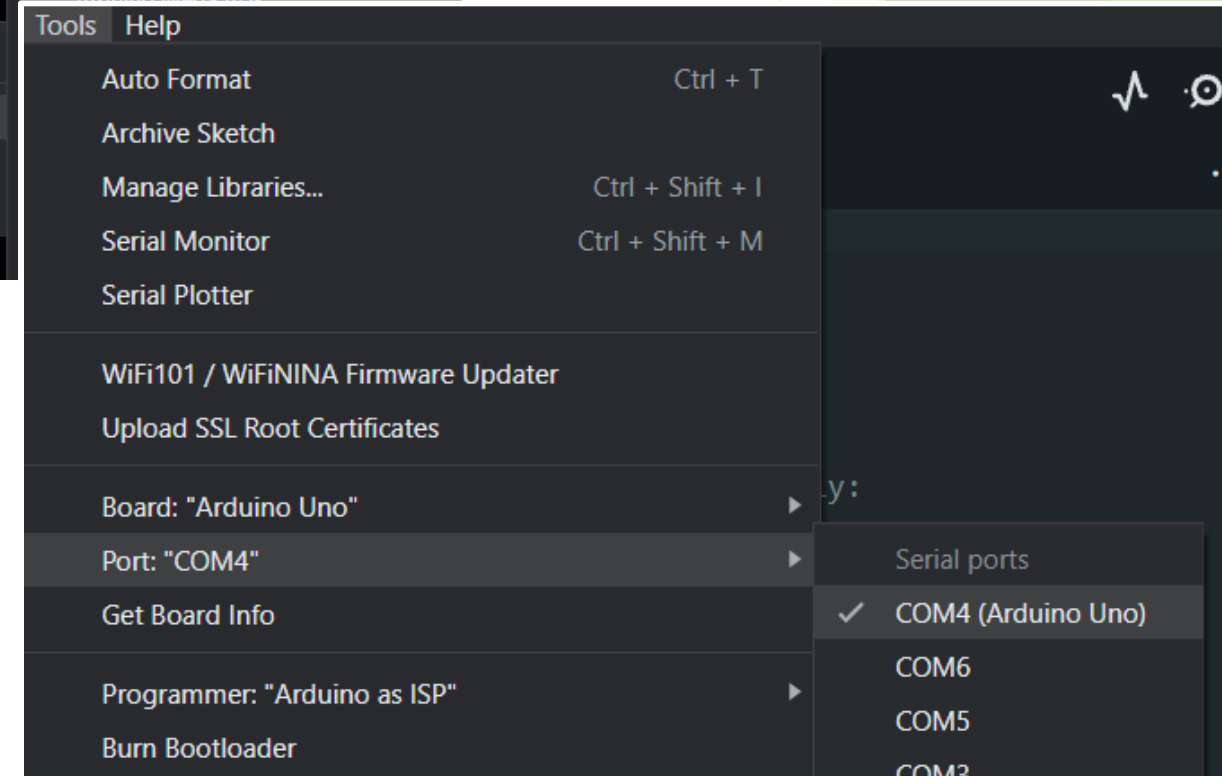 Tools Help
Auto Format Ctrl + T
Archive Sketch
Manage Libraries... Ctrl + Shift + I
Serial Monitor Ctrl + Shift + M
Serial Plotter
WiFi101 / WiFiNINA Firmware Updater
Upload SSL Root Certificates
Board: "Arduino Uno"
y:
Port: "COM4"
Serial ports
Get Board Info
COM4 (Arduino Uno)
COM6
Programmer: "Arduino as ISP"
COM5
Burn Bootloader
COM3